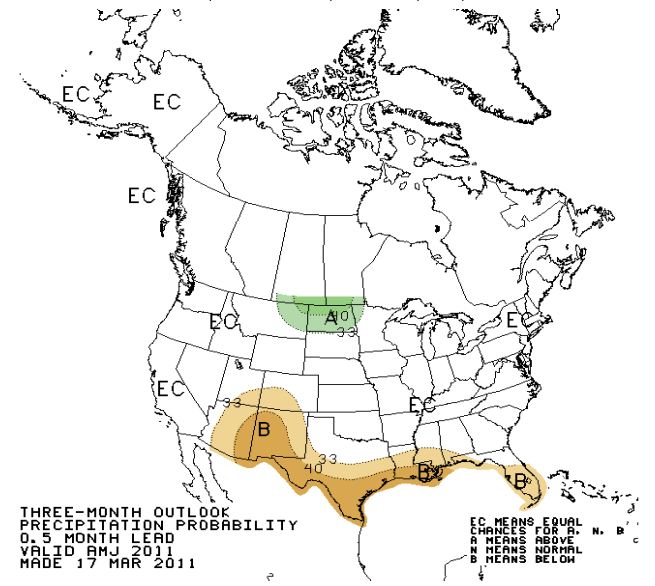 EC
EC
EC
A 40
33
EC
EC
EC
33
EC
B
33
40
B
B
THREE-MONTH OUTLOOK
PRECIPITATION PROBABILITY
0.5 MONTH LEAD
VALID AMJ 2011
MADE 17 MAR 2011
EC MEANS EQUAL
CHANCES FOR A, N, B
A MEANS ABOVE
N MEANS NORMAL
B MEANS BELOW